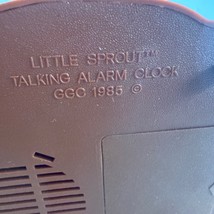 LITTLE SPROUT™
TALKING ALARM CLOCK
GGC 1985 ©